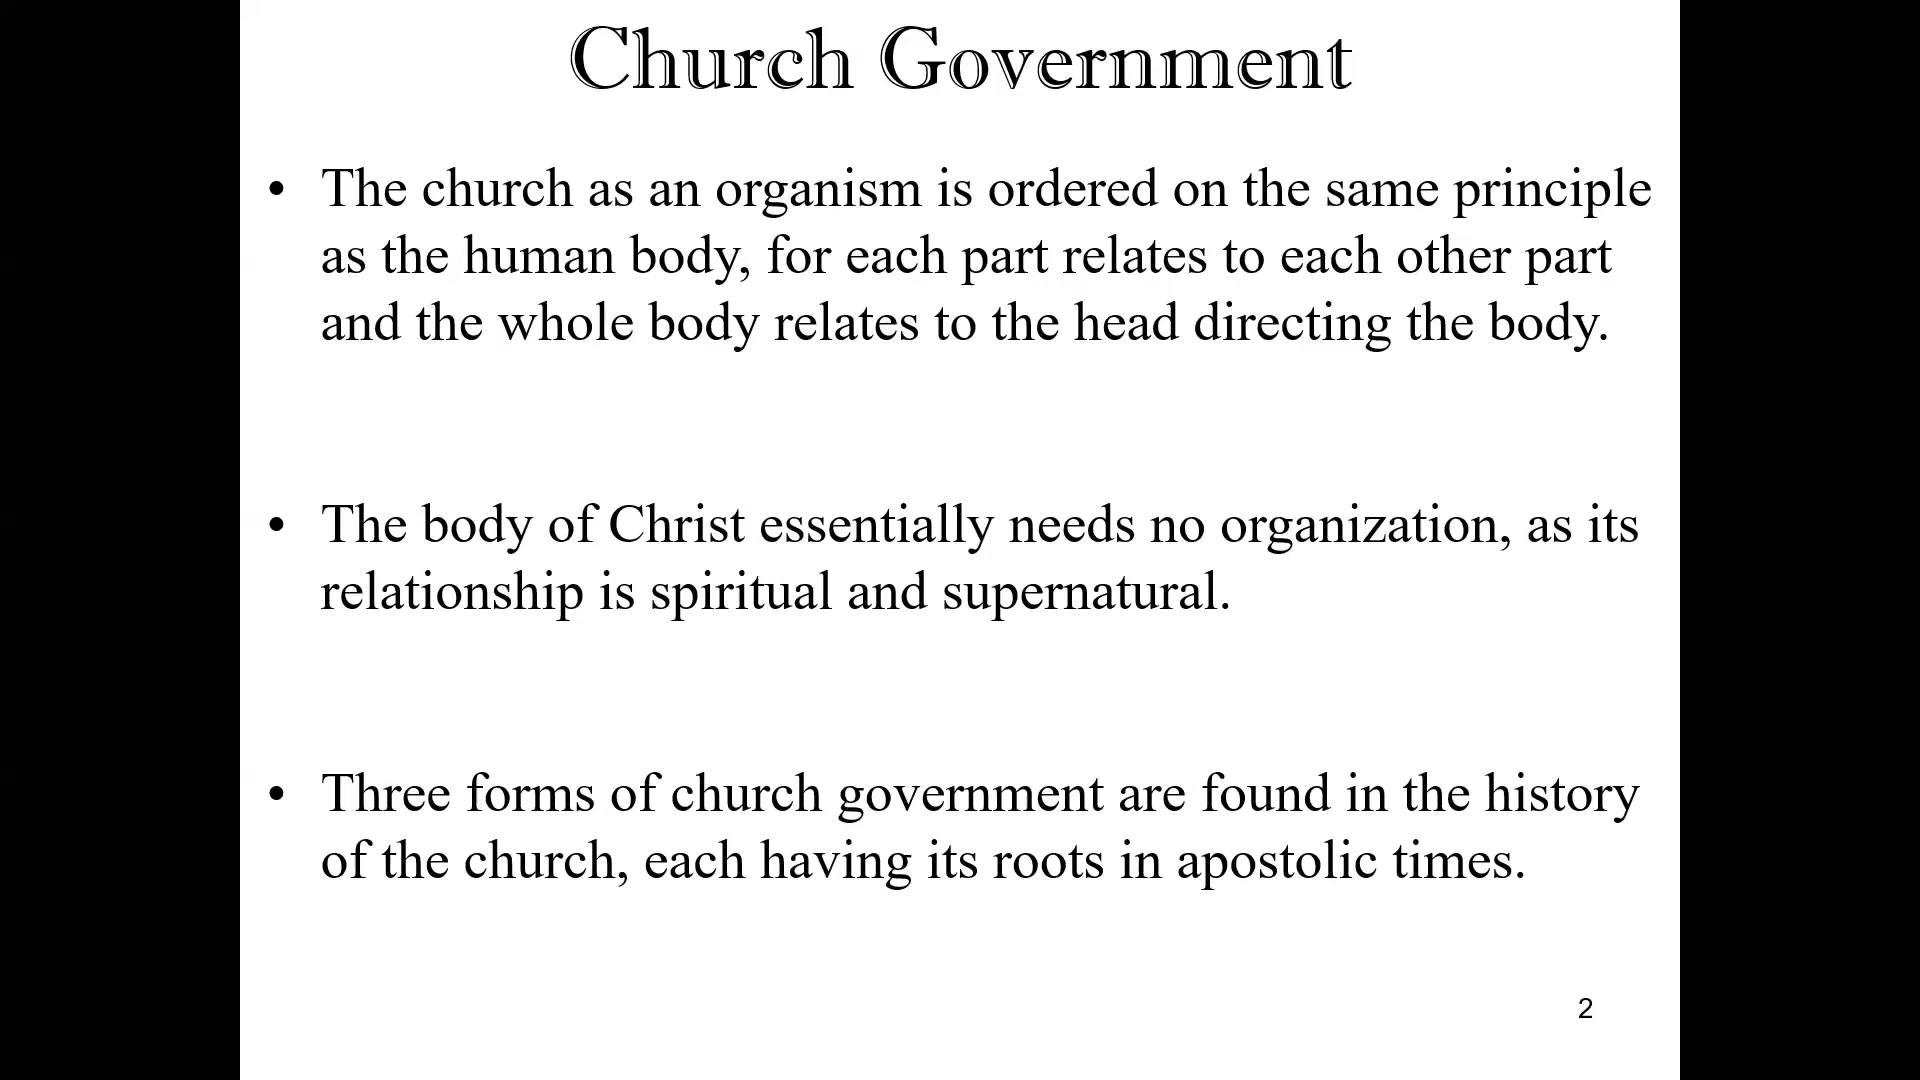 Church Government
• The church as an organism is ordered on the same principle
as the human body, for each part relates to each other part
and the whole body relates to the head directing the body.
• The body of Christ essentially needs no organization, as its
relationship is spiritual and supernatural.
• Three forms of church government are found in the history
of the church, each having its roots in apostolic times.
2